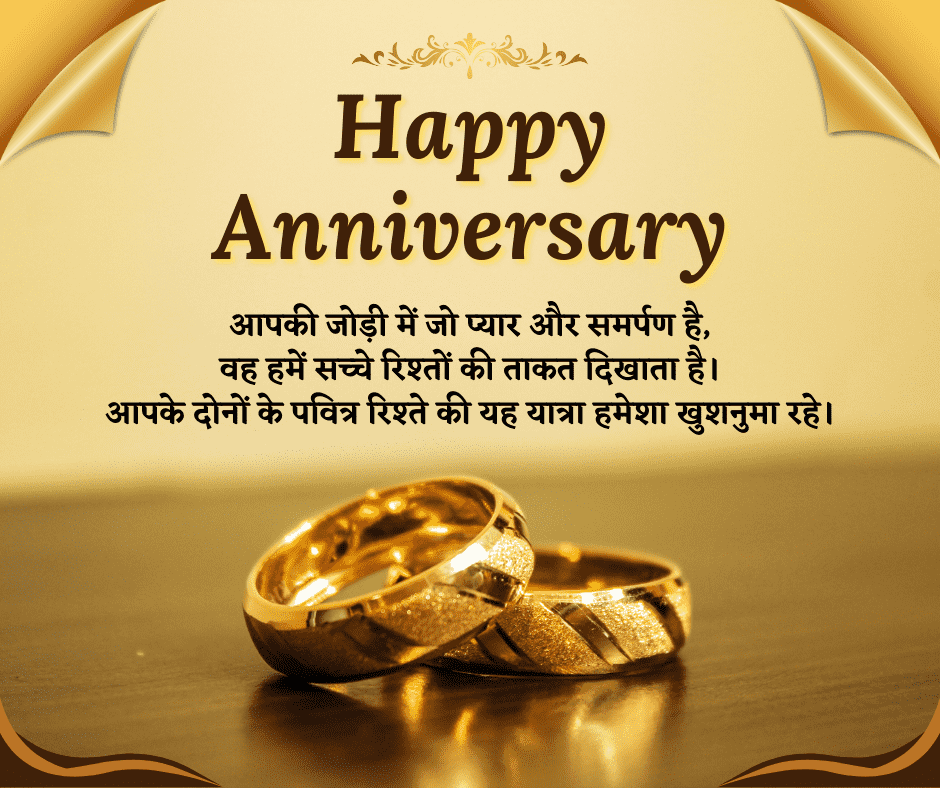 Happy
Anniversary
आपकी जोड़ी में जो प्यार और समर्पण है,
वह हमें सच्चे रिश्तों की ताकत दिखाता है।
आपके दोनों के पवित्र रिश्ते की यह यात्रा हमेशा खुशनुमा रहे।